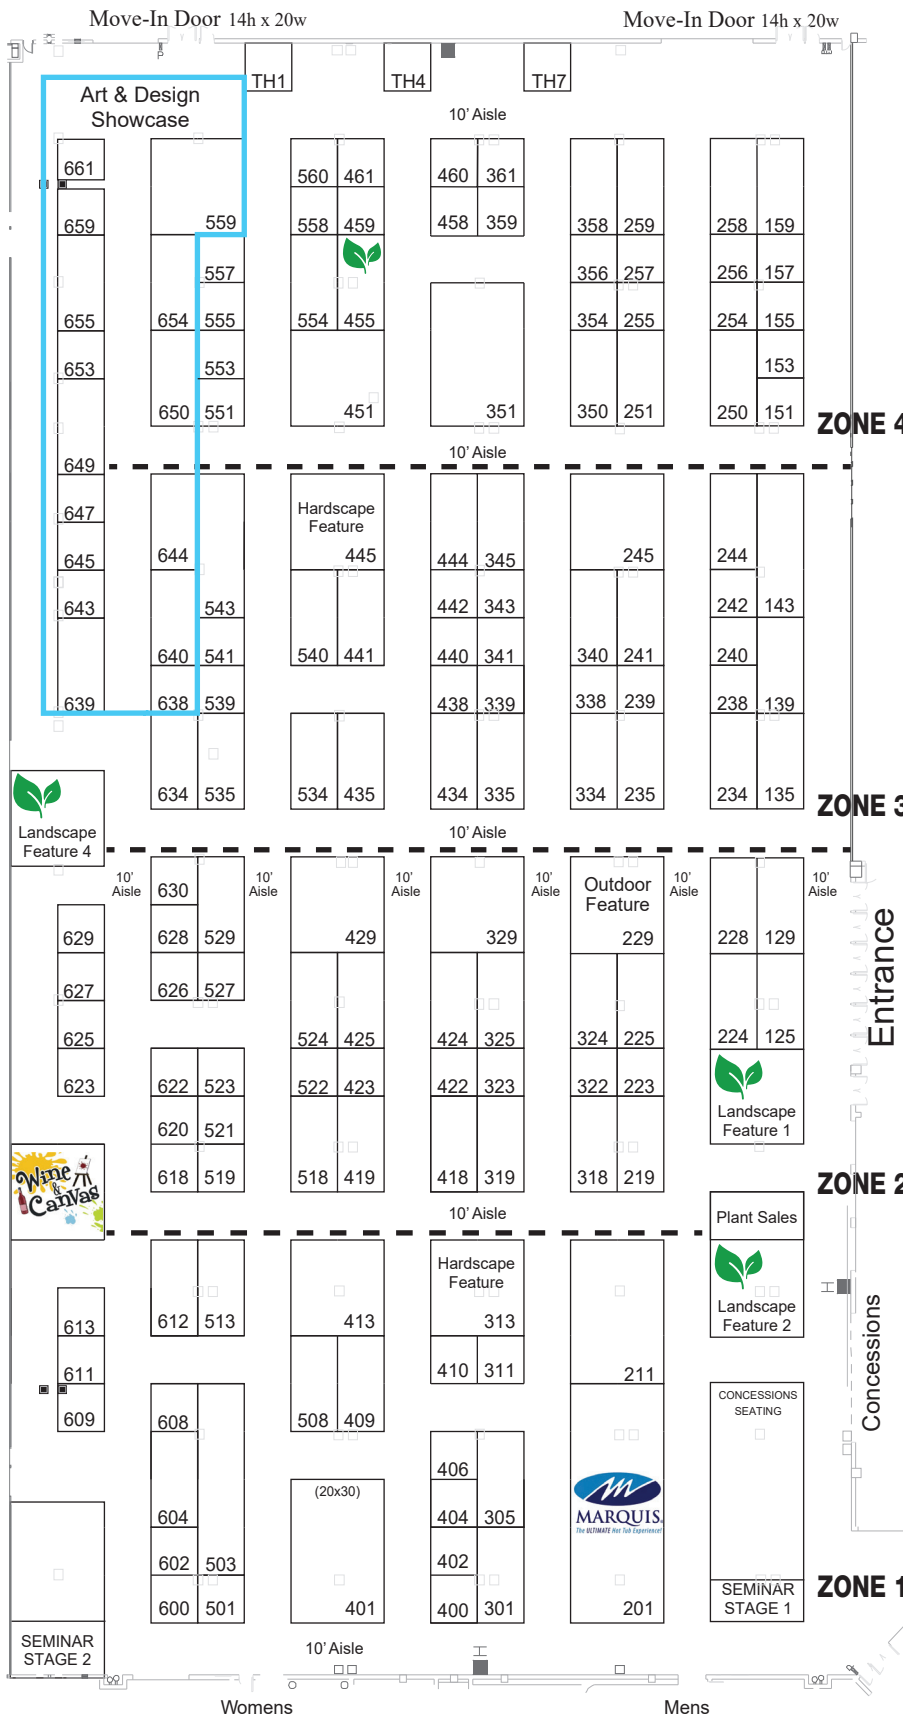 Move-In Door 14h x 20w
Move-In Door 14h x 20w
TH1
TH4
TH7
Art & Design
Showcase
10' Aisle
661
560 461
460 361
659
559
558 459
458 359
358 259
258 159
557
356 257
256 157
655
654 555
554 455
354 255
254 155
653
553
153
650 551
451
351
350 251
250 151
ZONE 4
10' Aisle
649
647
Hardscape
Feature
645
644
445
444 345
245
244
643
543
442 343
242 143
640 541
540 441
440 341
340 241
240
639
638 539
438 339
338 239
238 139
634 535
534 435
434 335
334 235
234 135
ZONE 3
Landscape
Feature 4
10' Aisle
10'
Aisle
10'
Aisle
10'
Aisle
10'
Aisle
10'
Aisle
10'
Aisle
630
Outdoor
Feature
629
628 529
429
329
229
228 129
Entrance
627
626 527
625
524 425
424 325
324 225
224 125
623
622 523
522 423
422 323
322 223
Landscape
Feature 1
620 521
618 519
518 419
418 319
318 219
ZONE 2
Wine
&
Canvas
10' Aisle
Plant Sales
Hardscape
Feature
Landscape
Feature 2
613
612 513
413
313
H
611
410 311
211
Concessions
609
608
508 409
CONCESSIONS
SEATING
406
(20x30)
604
404 305
MARQUIS
The ULTIMATE Hot Tub Experience!
602 503
402
600 501
401
400 301
201
SEMINAR
STAGE 1
ZONE 1
SEMINAR
STAGE 2
10' Aisle
H
Womens
Mens